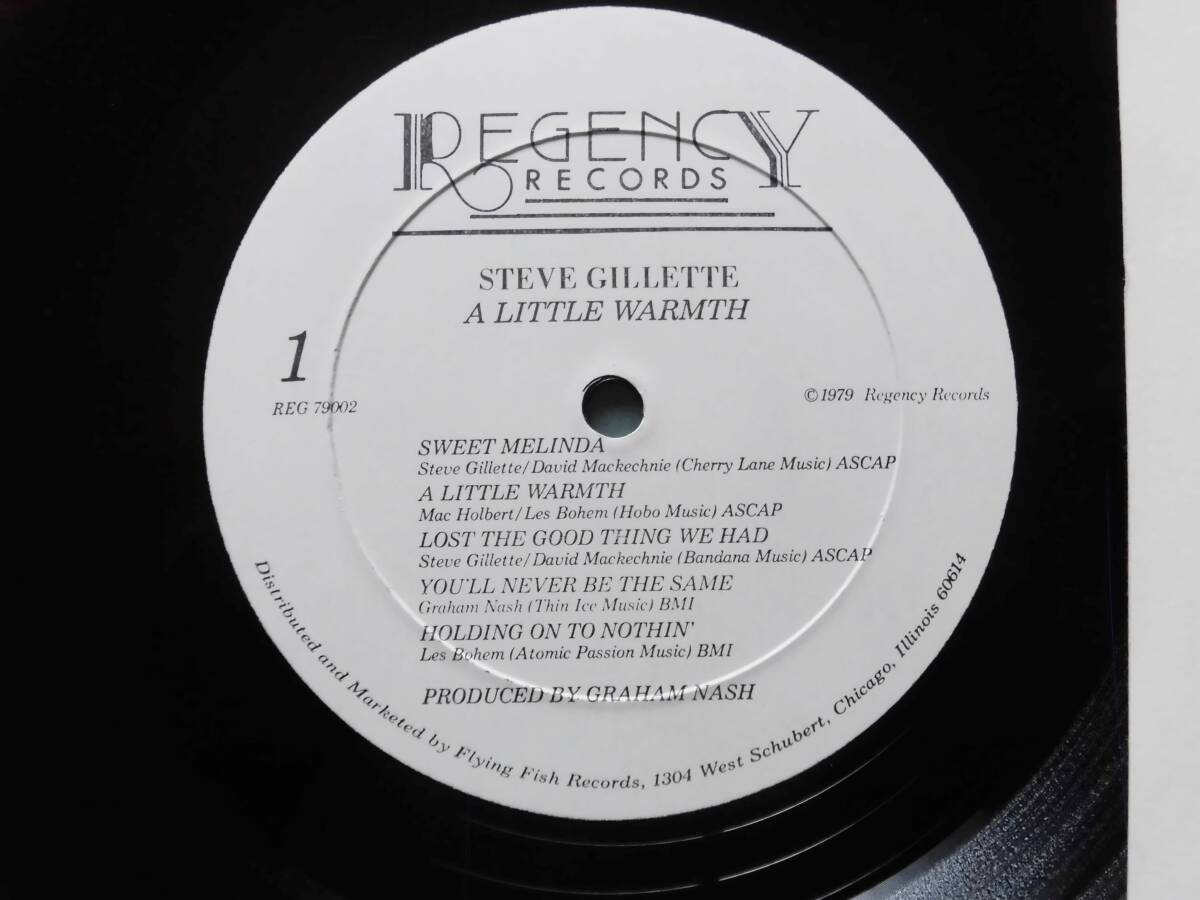 REGENCY
RECORDS
STEVE GILLETTE
A LITTLE WARMTH
1
REG 79002
©1979 Regency Records
SWEET MELINDA
Steve Gillette/David Mackechnie (Cherry Lane Music) ASCAP
A LITTLE WARMTH
Mac Holbert/Les Bohem (Hobo Music) ASCAP
LOST THE GOOD THING WE HAD
Steve Gillette/David Mackechnie (Bandana Music) ASCAP
YOU'LL NEVER BE THE SAME
Graham Nash (Thin Ice Music) BMI
HOLDING ON TO NOTHIN'
Les Bohem (Atomic Passion Music) BMI
PRODUCED BY GRAHAM NASH
Distributed and Marketed by Flying Fish Records, 1304 West Schubert, Chicago, Illinois 60614